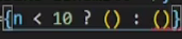 {n < 10 ? () : ()}